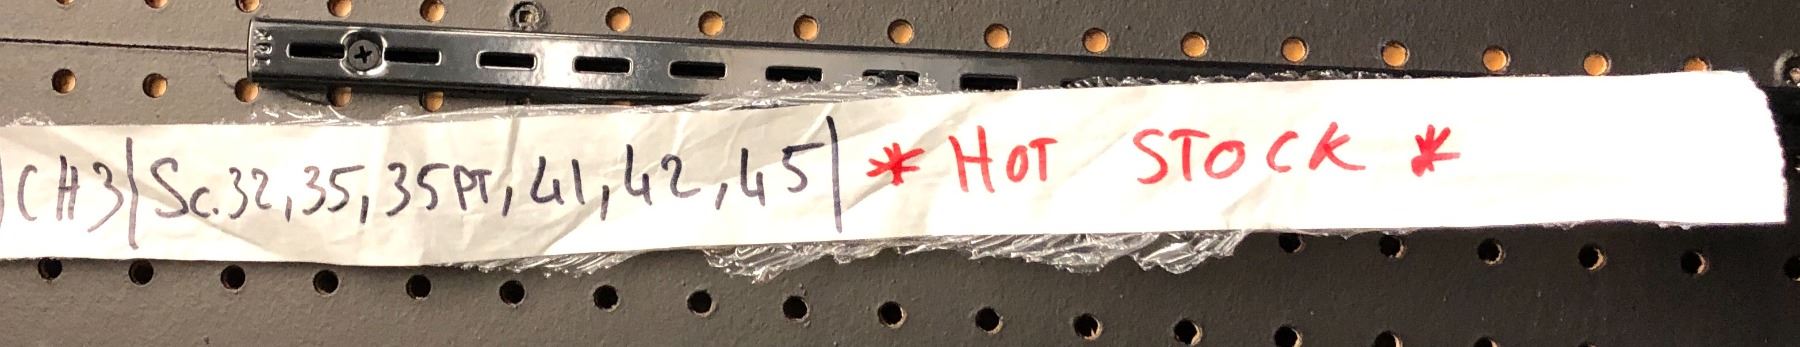 |CH3|Sc.32,35,35PT,41,42,45| * HOT STOCK *